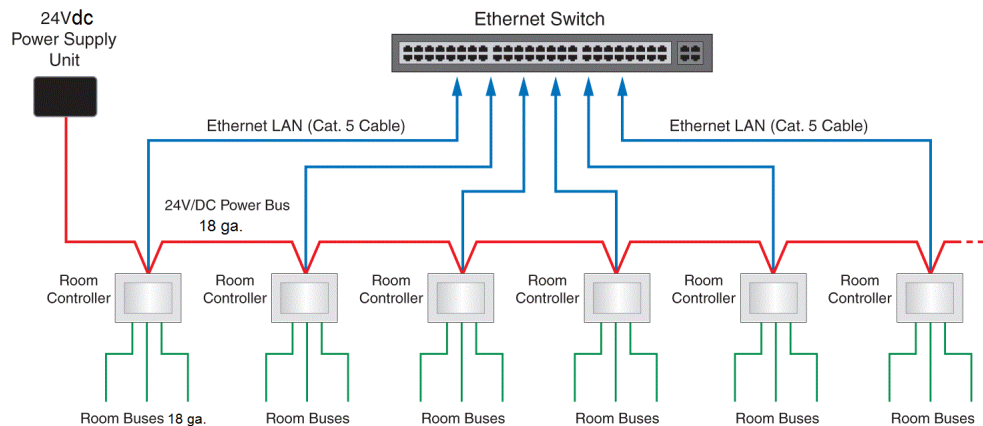 24Vdc
Power Supply
Unit
Ethernet Switch
Ethernet LAN (Cat. 5 Cable)
Ethernet LAN (Cat. 5 Cable)
24V/DC Power Bus
18 ga.
Room
Controller
Room
Controller
Room
Controller
Room
Controller
Room
Controller
Room
Controller
Room Buses 18 ga.
Room Buses
Room Buses
Room Buses
Room Buses
Room Buses